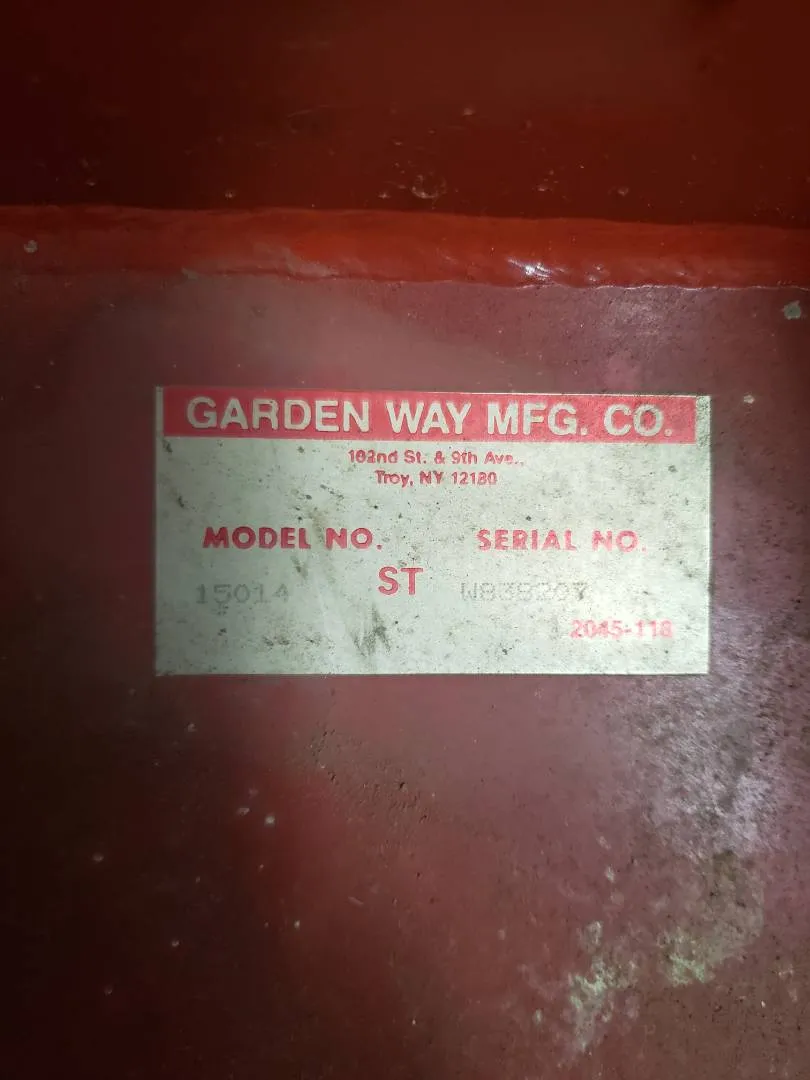 GARDEN WAY MFG. CO.
102nd St. & 9th Ave.,
Troy, NY 12180
MODEL NO. SERIAL NO.
15014 ST W838207
2045-118